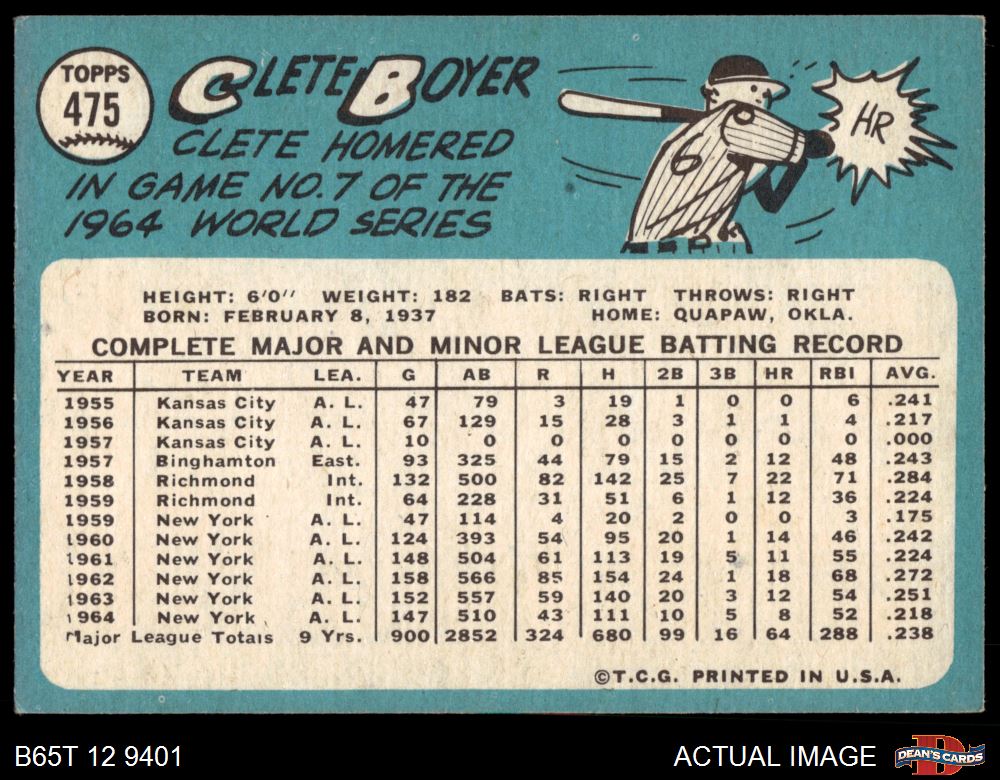 TOPPS
475
CLETE BOYER
CLETE HOMERED
IN GAME NO. 7 OF THE
1964 WORLD SERIES
HR
6
HEIGHT: 6'0" WEIGHT: 182 BATS: RIGHT THROWS: RIGHT
BORN: FEBRUARY 8, 1937 HOME: QUAPAW, OKLA.
COMPLETE MAJOR AND MINOR LEAGUE BATTING RECORD
YEAR TEAM LEA. G AB R H 2B 3B HR RBI AVG.
1955 Kansas City A. L. 47 79 3 19 1 0 0 6 .241
1956 Kansas City A. L. 67 129 15 28 3 1 1 4 .217
1957 Kansas City A. L. 10 0 0 0 0 0 0 0 .000
1957 Binghamton East. 93 325 44 79 15 2 12 48 .243
1958 Richmond Int. 132 500 82 142 25 7 22 71 .284
1959 Richmond Int. 64 228 31 51 6 1 12 36 .224
1959 New York A. L. 47 114 4 20 2 0 0 3 .175
1960 New York A. L. 124 393 54 95 20 1 14 46 .242
1961 New York A. L. 148 504 61 113 19 5 11 55 .224
1962 New York A. L. 158 566 85 154 24 1 18 68 .272
1963 New York A. L. 152 557 59 140 20 3 12 54 .251
1964 New York A. L. 147 510 43 111 10 5 8 52 .218
Major League Totals 9 Yrs. 900 2852 324 680 99 16 64 288 .238
©T.C.G. PRINTED IN U.S.A.
B65T 12 9401 ACTUAL IMAGE
DEAN'S CARDS